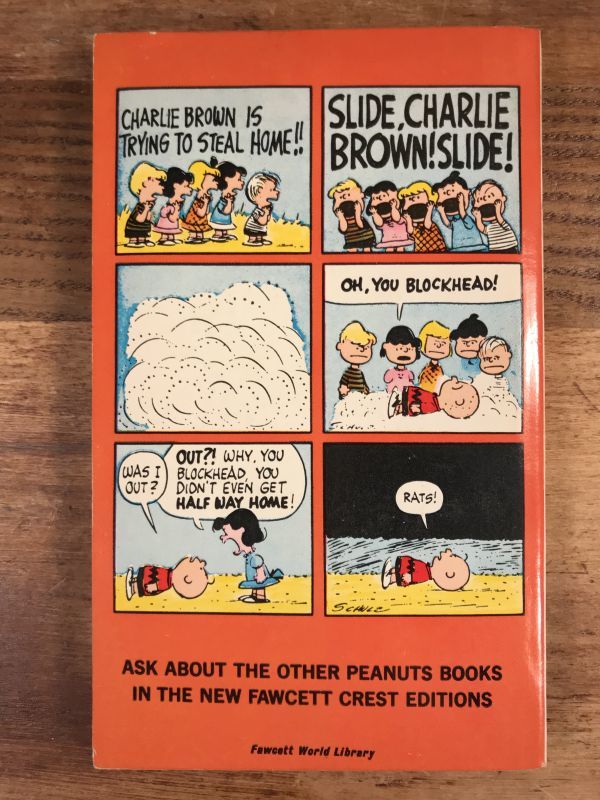 CHARLIE BROWN IS
TRYING TO STEAL HOME!!
SLIDE, CHARLIE
BROWN! SLIDE!
OH, YOU BLOCKHEAD!
SCHULZ
WAS I
OUT?
OUT?! WHY, YOU
BLOCKHEAD, YOU
DIDN'T EVEN GET
HALF WAY HOME!
RATS!
SCHULZ
ASK ABOUT THE OTHER PEANUTS BOOKS
IN THE NEW FAWCETT CREST EDITIONS
Fawcett World Library